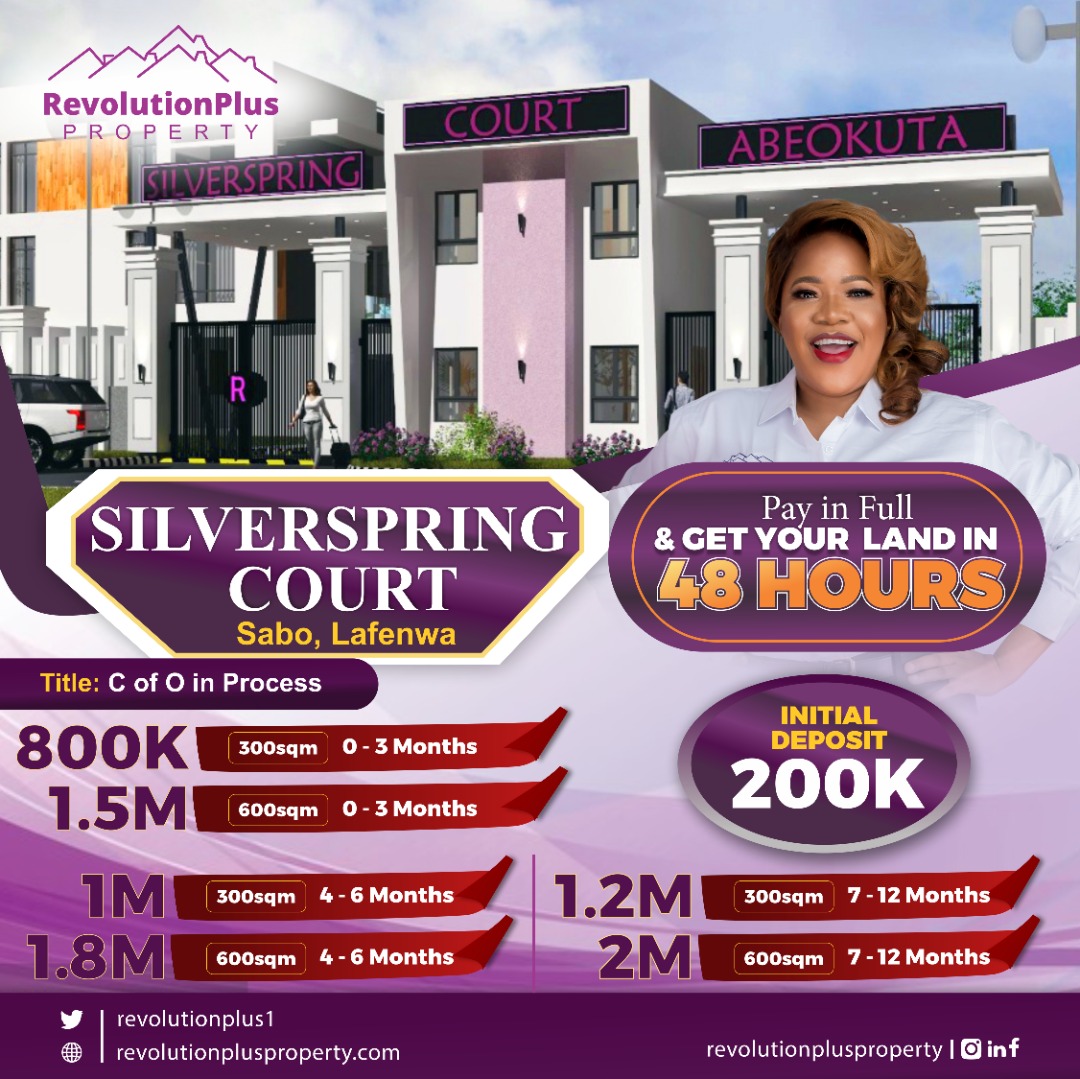 RevolutionPlus
PROPERTY
SILVERSPRING
COURT
ABEOKUTA
R
SILVERSPRING
COURT
Sabo, Lafenwa
Pay in Full
& GET YOUR LAND IN
48 HOURS
Title: C of O in Process
800K 300sqm 0 - 3 Months
1.5M 600sqm 0 - 3 Months
INITIAL
DEPOSIT
200K
1M 300sqm 4 - 6 Months
1.8M 600sqm 4 - 6 Months
1.2M 300sqm 7 - 12 Months
2M 600sqm 7 - 12 Months
revolutionplus1
revolutionplusproperty.com
revolutionplusproperty |